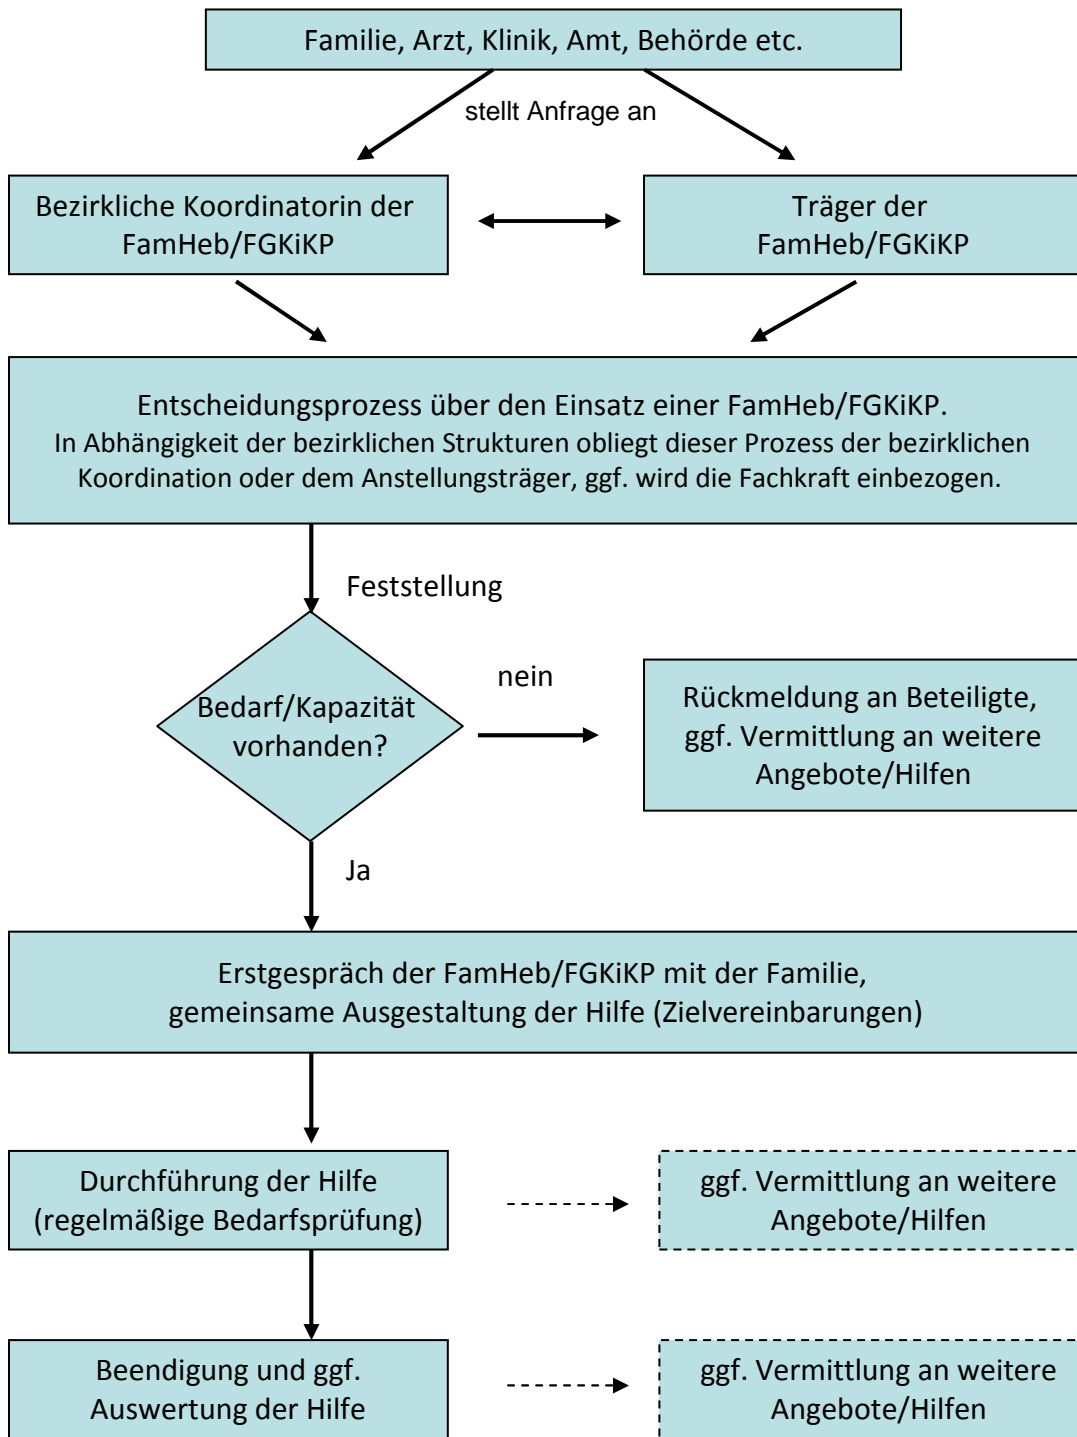 Familie, Arzt, Klinik, Amt, Behörde etc.
stellt Anfrage an
Bezirkliche Koordinatorin der
FamHeb/FGKiKP
Träger der
FamHeb/FGKiKP
Entscheidungsprozess über den Einsatz einer FamHeb/FGKiKP.
In Abhängigkeit der bezirklichen Strukturen obliegt dieser Prozess der bezirklichen
Koordination oder dem Anstellungsträger, ggf. wird die Fachkraft einbezogen.
Feststellung
Bedarf/Kapazität
vorhanden?
nein
Rückmeldung an Beteiligte,
ggf. Vermittlung an weitere
Angebote/Hilfen
Ja
Erstgespräch der FamHeb/FGKiKP mit der Familie,
gemeinsame Ausgestaltung der Hilfe (Zielvereinbarungen)
Durchführung der Hilfe
(regelmäßige Bedarfsprüfung)
ggf. Vermittlung an weitere
Angebote/Hilfen
Beendigung und ggf.
Auswertung der Hilfe
ggf. Vermittlung an weitere
Angebote/Hilfen